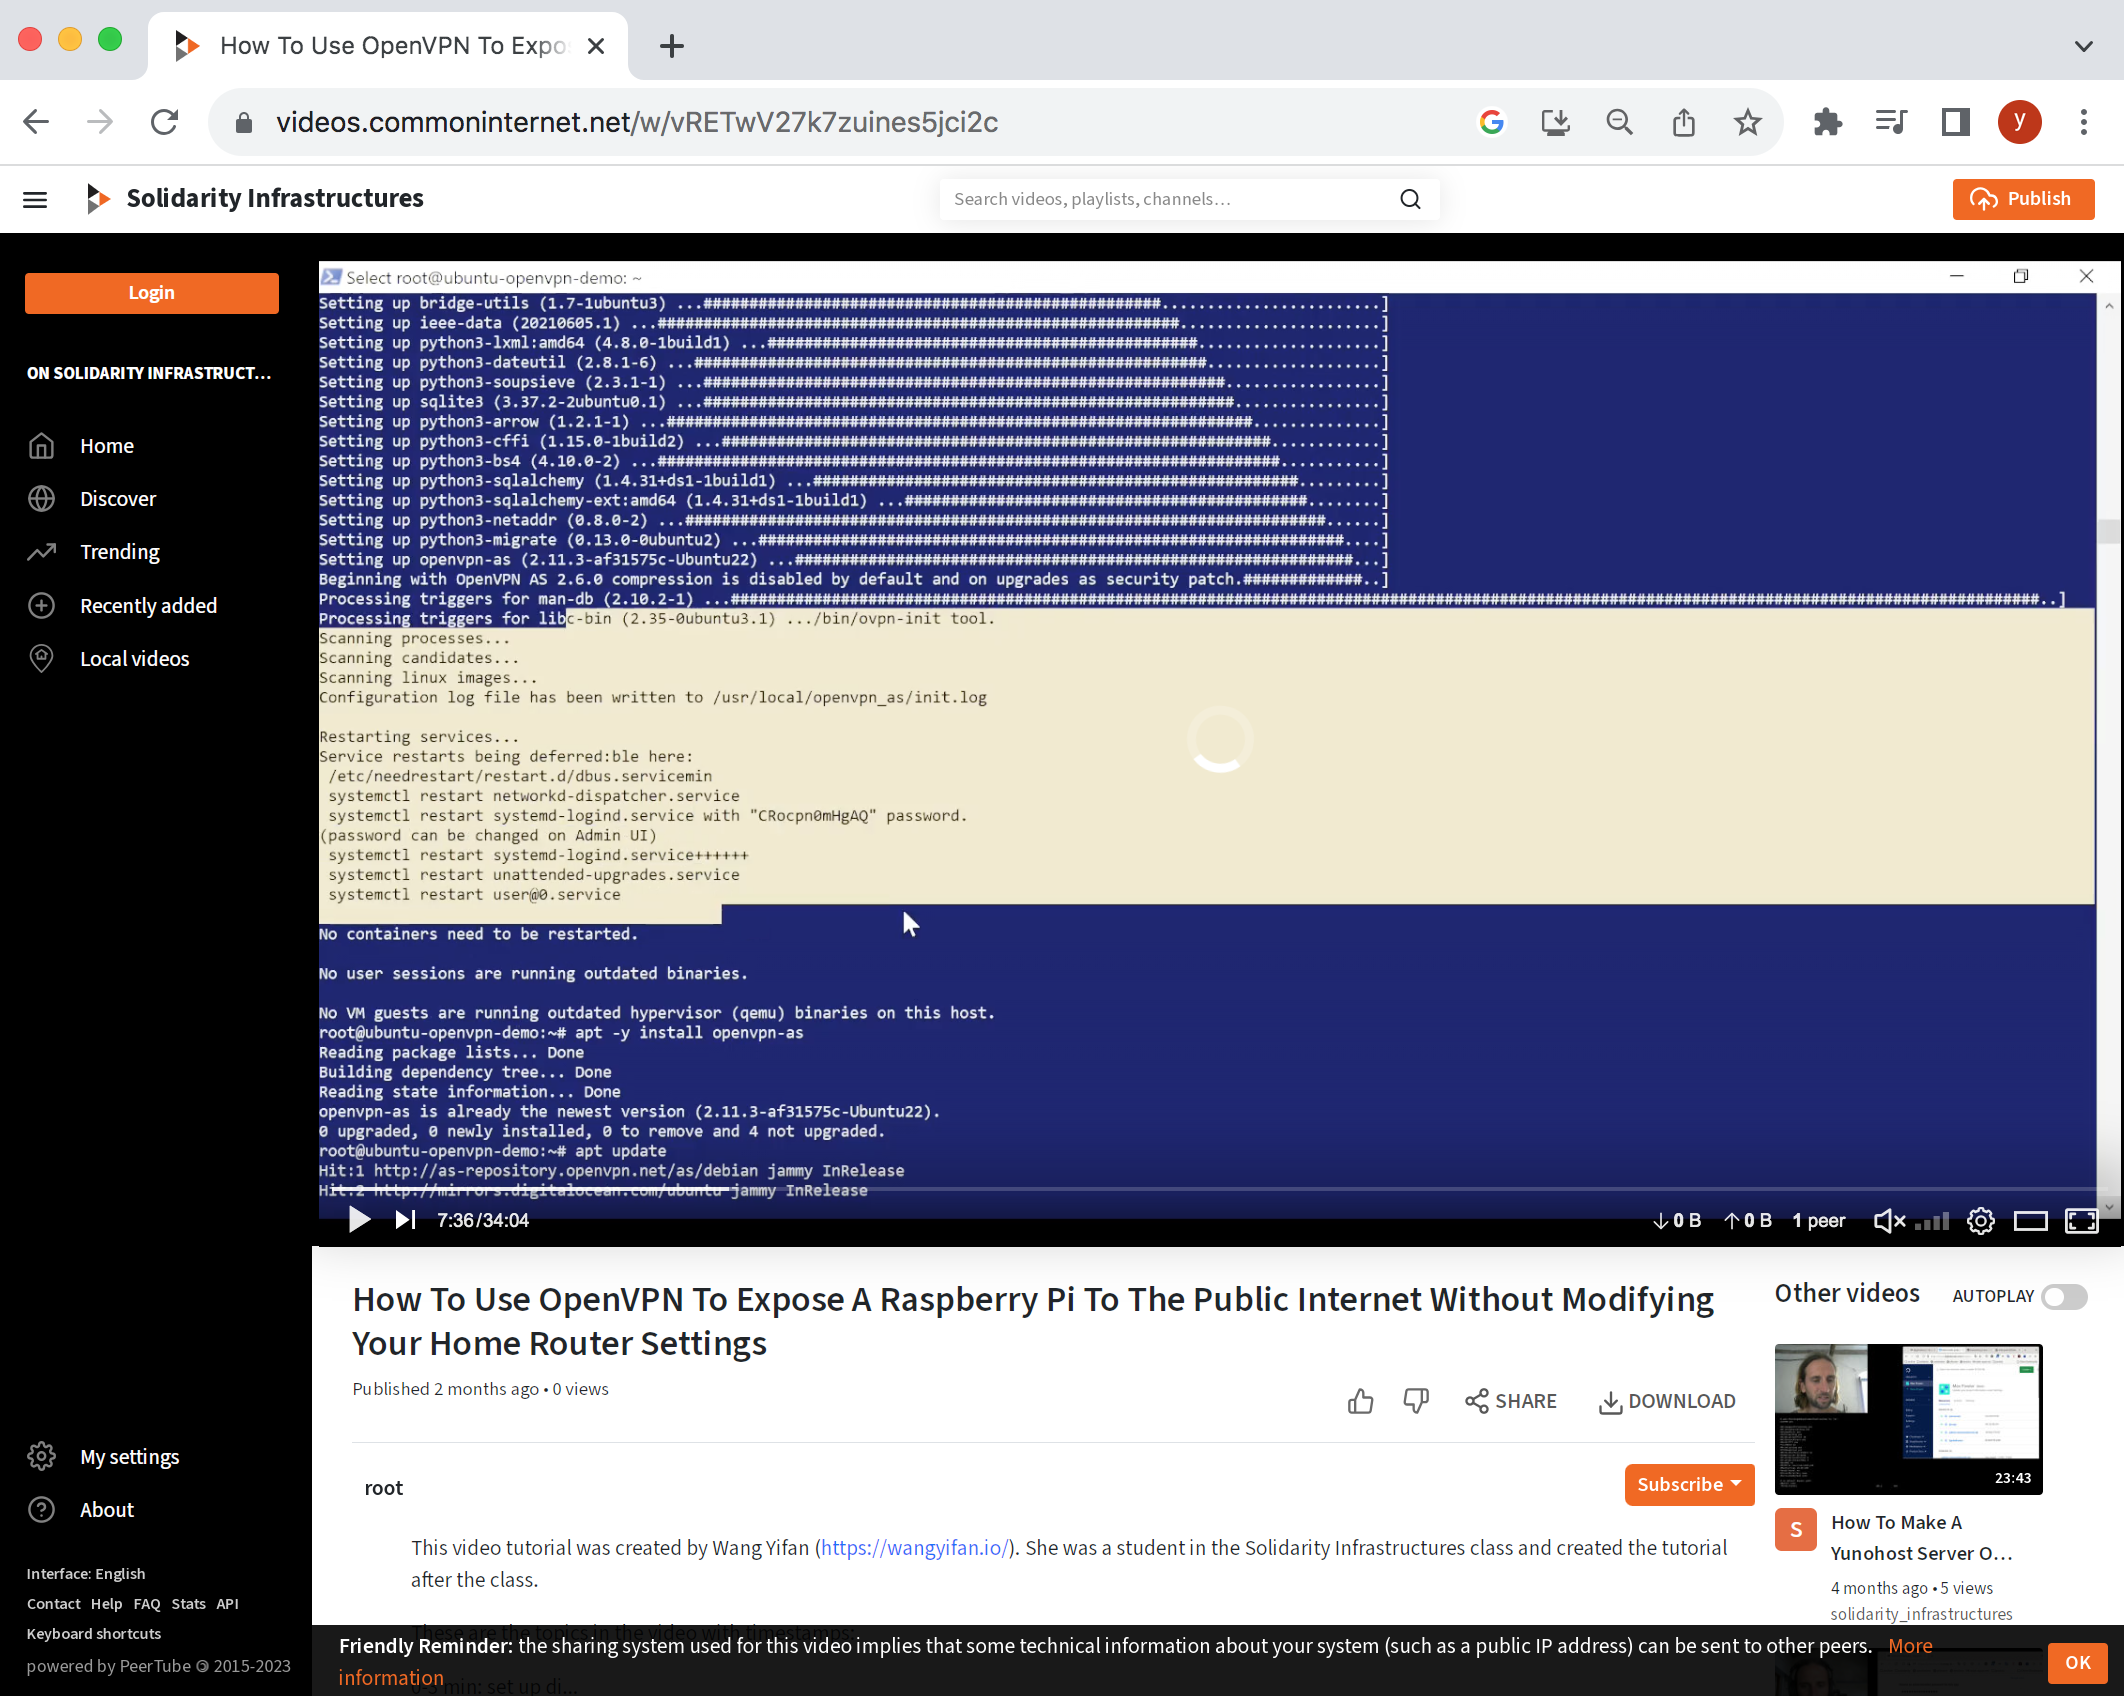 How To Use OpenVPN To Expo
videos.commoninternet.net/w/vRETwV27k7zuines5jci2c
y
Solidarity Infrastructures
Search videos, playlists, channels…
Publish
Login
ON SOLIDARITY INFRASTRUCT…
Home
Discover
Trending
Recently added
Local videos
My settings
About
Interface: English
Contact Help FAQ Stats API
Keyboard shortcuts
powered by PeerTube 2015-2023
Select root@ubuntu-openvpn-demo: ~
Setting up bridge-utils (1.7-1ubuntu3) ...##################################################........................]
Setting up ieee-data (20210605.1) ...#########################################################......................]
Setting up python3-lxml:amd64 (4.8.0-1build1) ...###############################################....................]
Setting up python3-dateutil (2.8.1-6) ...########################################################...................]
Setting up python3-soupsieve (2.3.1-1) ...#########################################################.................]
Setting up sqlite3 (3.37.2-2ubuntu0.1) ...##########################################################................]
Setting up python3-arrow (1.2.1-1) ...################################################################..............]
Setting up python3-cffi (1.15.0-1build2) ...############################################################............]
Setting up python3-bs4 (4.10.0-2) ...####################################################################...........]
Setting up python3-sqlalchemy (1.4.31+ds1-1build1) ...#####################################################.........]
Setting up python3-sqlalchemy-ext:amd64 (1.4.31+ds1-1build1) ...############################################........]
Setting up python3-netaddr (0.8.0-2) ...######################################################################......]
Setting up python3-migrate (0.13.0-0ubuntu2) ...################################################################....]
Setting up openvpn-as (2.11.3-af31575c-Ubuntu22) ...#############################################################...]
Beginning with OpenVPN AS 2.6.0 compression is disabled by default and on upgrades as security patch.#############..]
Processing triggers for man-db (2.10.2-1) ...###############################################################################################################################################..]
Processing triggers for libc-bin (2.35-0ubuntu3.1) .../bin/ovpn-init tool.
Scanning processes...
Scanning candidates...
Scanning linux images...
Configuration log file has been written to /usr/local/openvpn_as/init.log
Restarting services...
Service restarts being deferred:ble here:
/etc/needrestart/restart.d/dbus.servicemin
systemctl restart networkd-dispatcher.service
systemctl restart systemd-logind.service with "CRocpn0mHgAQ" password.
(password can be changed on Admin UI)
systemctl restart systemd-logind.service++++++
systemctl restart unattended-upgrades.service
systemctl restart user@0.service
No containers need to be restarted.
No user sessions are running outdated binaries.
No VM guests are running outdated hypervisor (qemu) binaries on this host.
root@ubuntu-openvpn-demo:~# apt -y install openvpn-as
Reading package lists... Done
Building dependency tree... Done
Reading state information... Done
openvpn-as is already the newest version (2.11.3-af31575c-Ubuntu22).
0 upgraded, 0 newly installed, 0 to remove and 4 not upgraded.
root@ubuntu-openvpn-demo:~# apt update
Hit:1 http://as-repository.openvpn.net/as/debian jammy InRelease
Hit:2 http://mirrors.digitalocean.com/ubuntu jammy InRelease
7:36/34:04
↓ 0 B ↑ 0 B 1 peer
How To Use OpenVPN To Expose A Raspberry Pi To The Public Internet Without Modifying
Your Home Router Settings
Published 2 months ago • 0 views
SHARE
DOWNLOAD
root
Subscribe
This video tutorial was created by Wang Yifan (https://wangyifan.io/). She was a student in the Solidarity Infrastructures class and created the tutorial
after the class.
These are the topics in the video with timestamps:
0-5 min: set up di...
Other videos
AUTOPLAY
23:43
S
How To Make A
Yunohost Server O…
4 months ago • 5 views
solidarity_infrastructures
Friendly Reminder: the sharing system used for this video implies that some technical information about your system (such as a public IP address) can be sent to other peers. More
information
OK